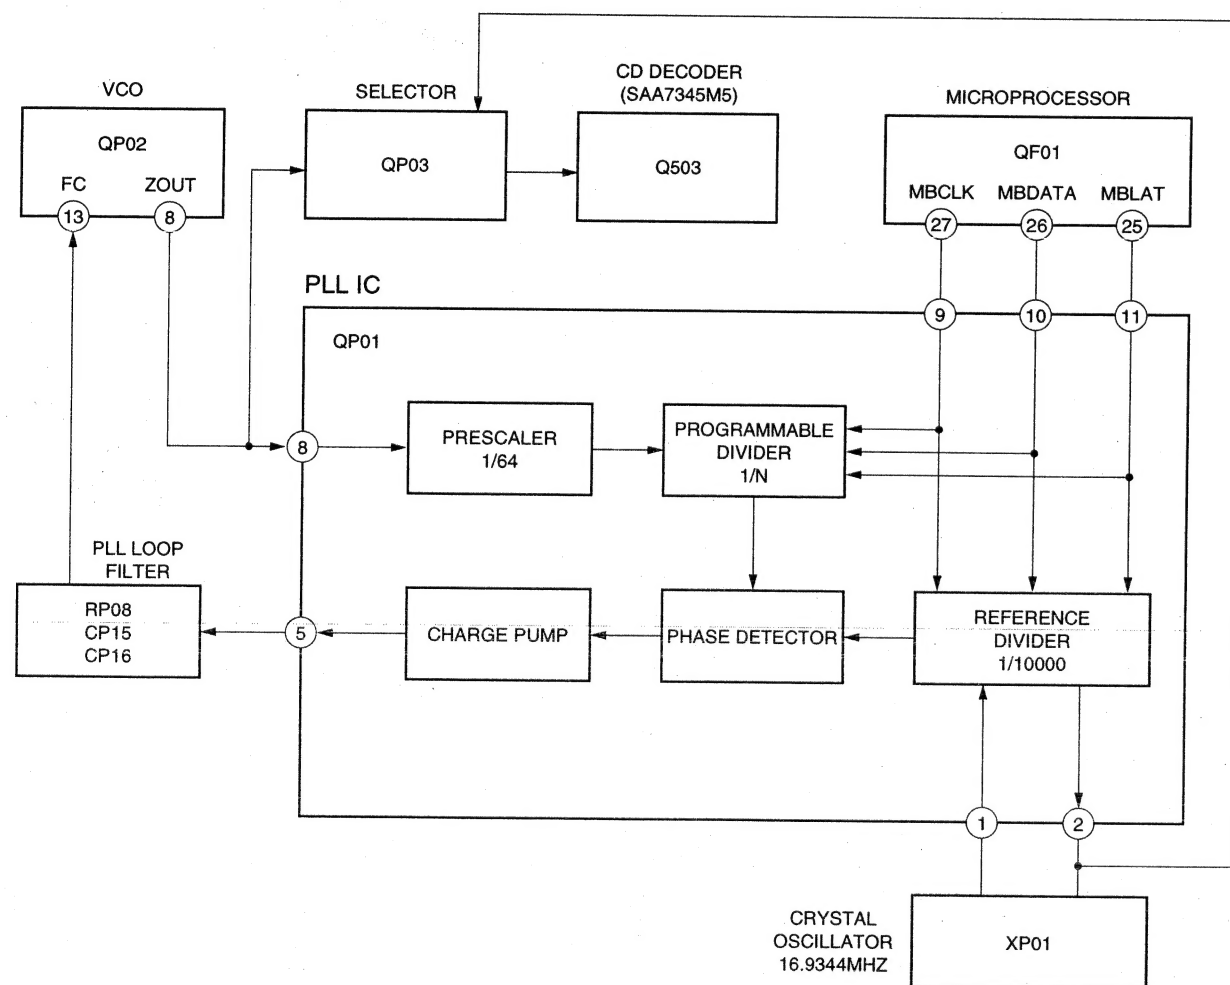 VCO
QP02
FC ZOUT
13 8
SELECTOR
QP03
CD DECODER
(SAA7345M5)
Q503
MICROPROCESSOR
QF01
MBCLK MBDATA MBLAT
27 26 25
PLL IC
9 10 11
QP01
8
PRESCALER
1/64
PROGRAMMABLE
DIVIDER
1/N
PLL LOOP
FILTER
RP08
CP15
CP16
5
CHARGE PUMP
PHASE DETECTOR
REFERENCE
DIVIDER
1/10000
1 2
CRYSTAL
OSCILLATOR
16.9344MHZ
XP01